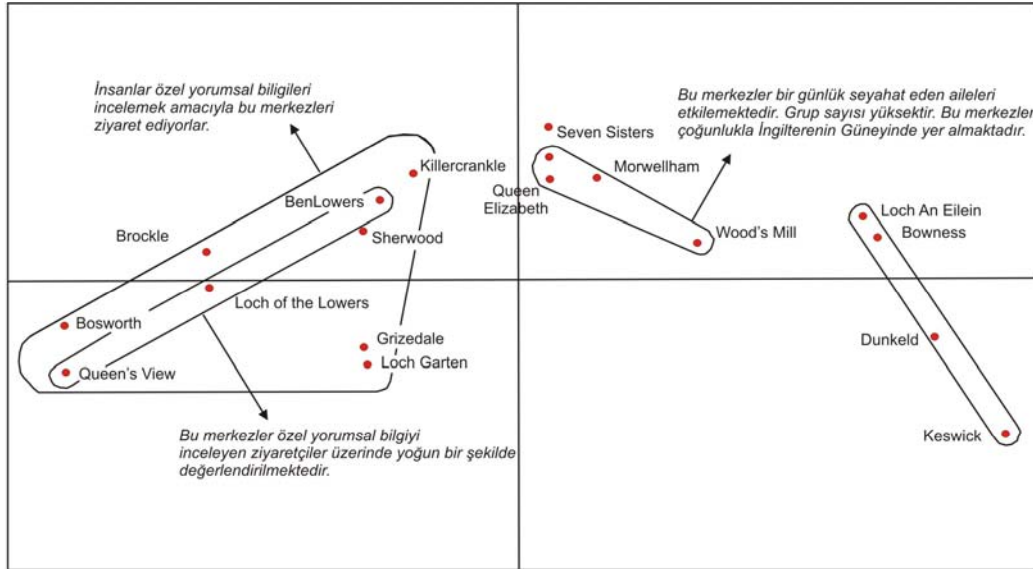 İnsanlar özel yorumsal bilgileri
incelemek amacıyla bu merkezleri
ziyaret ediyorlar.
Bu merkezler bir günlük seyahat eden aileleri
etkilemektedir. Grup sayısı yüksektir. Bu merkezler
çoğunlukla İngilterenin Güneyinde yer almaktadır.
Seven Sisters
Killercrankle
Morwellham
Queen
Elizabeth
BenLowers
Loch An Eilein
Bowness
Brockle
Sherwood
Wood's Mill
Loch of the Lowers
Bosworth
Grizedale
Dunkeld
Loch Garten
Queen's View
Keswick
Bu merkezler özel yorumsal bilgiyi
inceleyen ziyaretçiler üzerinde yoğun bir şekilde
değerlendirilmektedir.